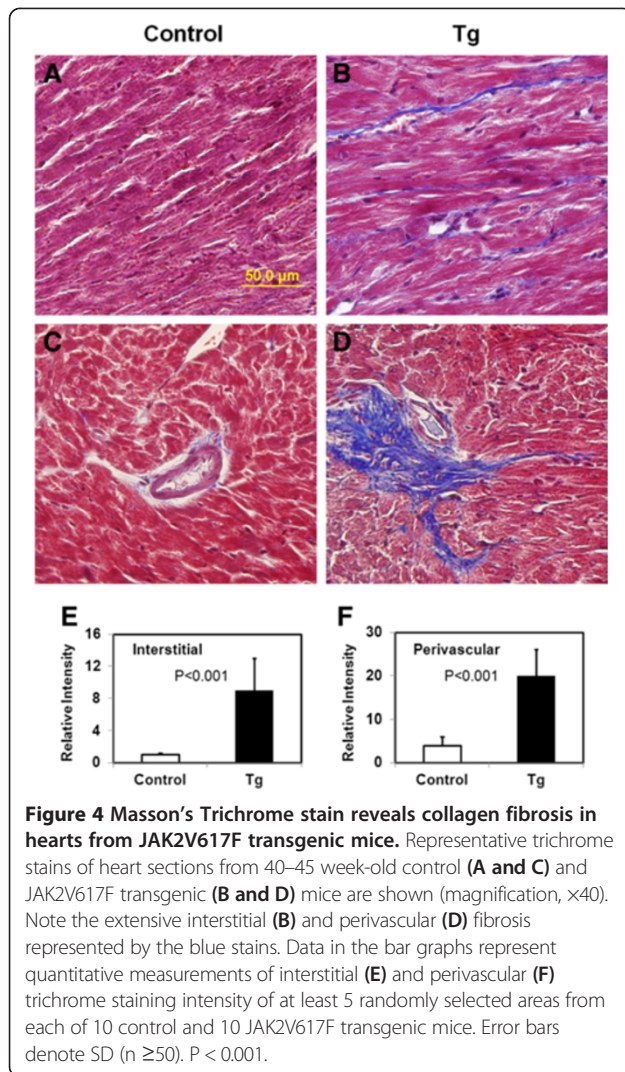 Control Tg
A B
50.0 µm
C D
E F
16 30
Interstitial Perivascular
12 P<0.001 20 P<0.001
Relative Intensity Relative Intensity
8 10
4
0 0
Control Tg Control Tg
Figure 4 Masson's Trichrome stain reveals collagen fibrosis in
hearts from JAK2V617F transgenic mice. Representative trichrome
stains of heart sections from 40–45 week-old control (A and C) and
JAK2V617F transgenic (B and D) mice are shown (magnification, ×40).
Note the extensive interstitial (B) and perivascular (D) fibrosis
represented by the blue stains. Data in the bar graphs represent
quantitative measurements of interstitial (E) and perivascular (F)
trichrome staining intensity of at least 5 randomly selected areas from
each of 10 control and 10 JAK2V617F transgenic mice. Error bars
denote SD (n ≥50). P < 0.001.